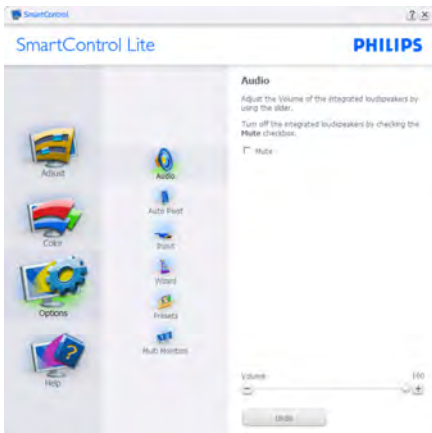 SmartControl
SmartControl Lite
PHILIPS
Audio
Adjust the Volume of the integrated loudspeakers by
using the slider.
Turn off the integrated loudspeakers by checking the
Mute checkbox.
Mute
Adjust
Color
Options
Help
Audio
Auto Pivot
Wizard
Presets
Multi Monitors
Volume
100
Undo